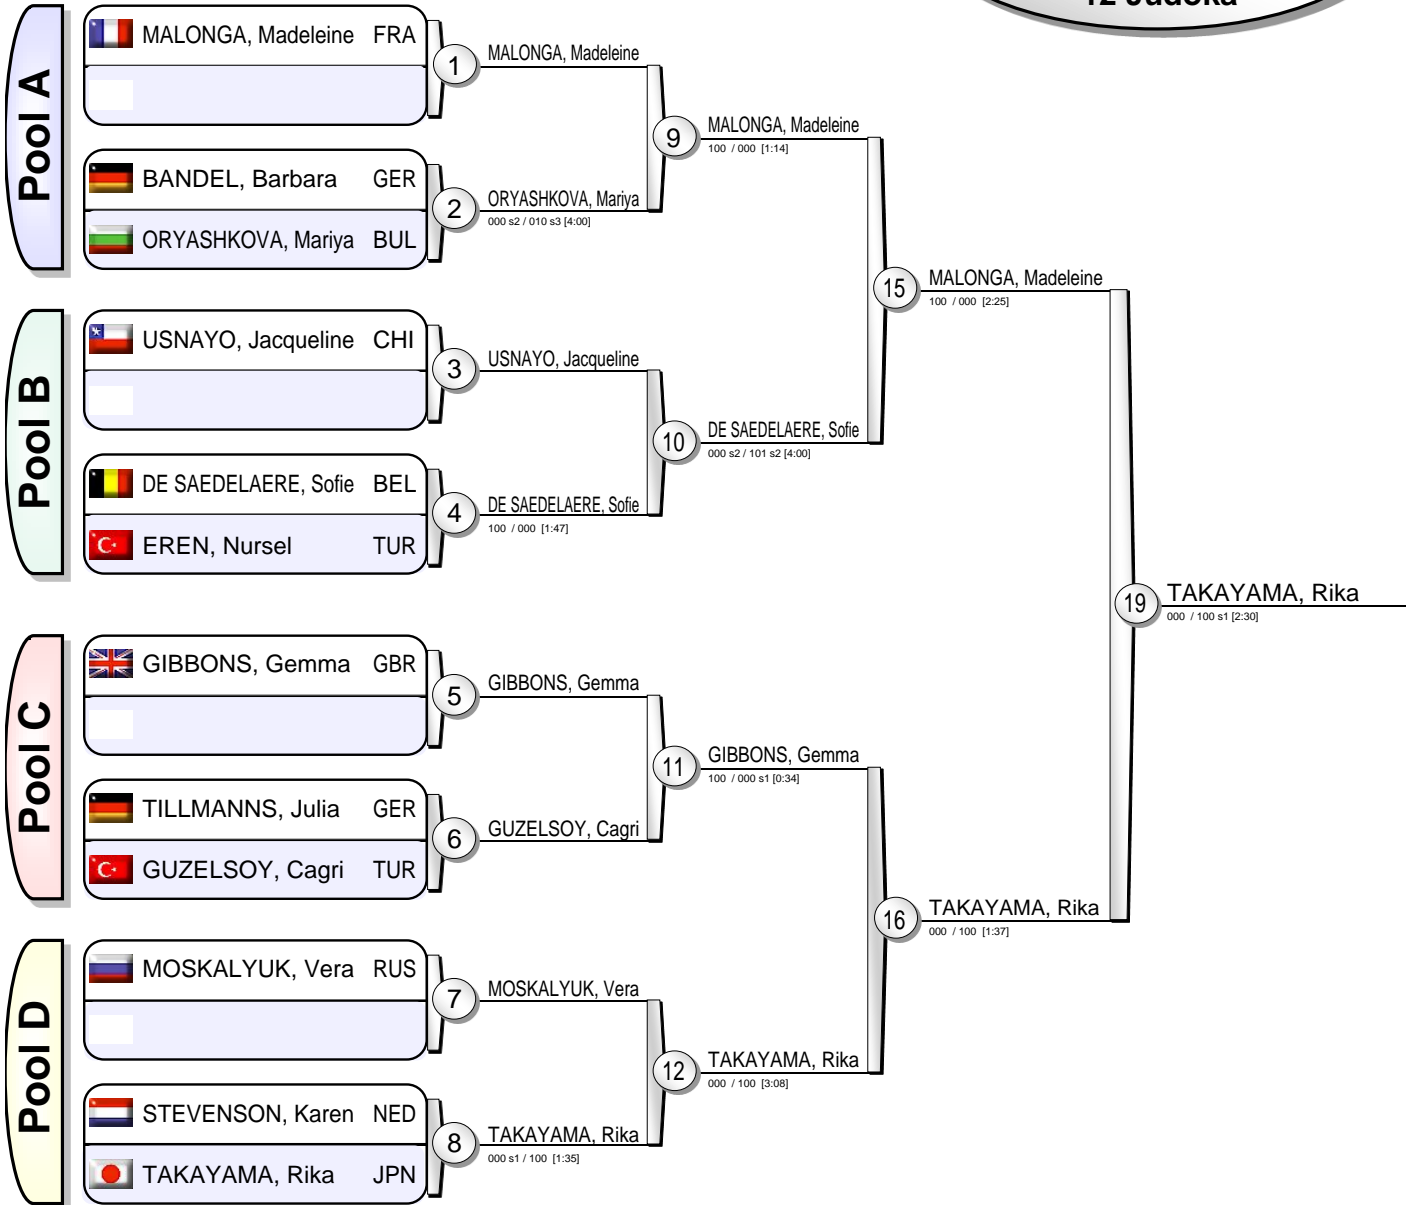 12 Judoka
Pool A
MALONGA, Madeleine FRA
BANDEL, Barbara GER
ORYASHKOVA, Mariya BUL
Pool B
USNAYO, Jacqueline CHI
DE SAEDELAERE, Sofie BEL
EREN, Nursel TUR
Pool C
GIBBONS, Gemma GBR
TILLMANNS, Julia GER
GUZELSOY, Cagri TUR
Pool D
MOSKALYUK, Vera RUS
STEVENSON, Karen NED
TAKAYAMA, Rika JPN
1
MALONGA, Madeleine
2
ORYASHKOVA, Mariya
000 s2 / 010 s3 [4:00]
3
USNAYO, Jacqueline
4
DE SAEDELAERE, Sofie
100 / 000 [1:47]
5
GIBBONS, Gemma
6
GUZELSOY, Cagri
7
MOSKALYUK, Vera
8
TAKAYAMA, Rika
000 s1 / 100 [1:35]
9
MALONGA, Madeleine
100 / 000 [1:14]
10
DE SAEDELAERE, Sofie
000 s2 / 101 s2 [4:00]
11
GIBBONS, Gemma
100 / 000 s1 [0:34]
12
TAKAYAMA, Rika
000 / 100 [3:08]
15
MALONGA, Madeleine
100 / 000 [2:25]
16
TAKAYAMA, Rika
000 / 100 [1:37]
19
TAKAYAMA, Rika
000 / 100 s1 [2:30]